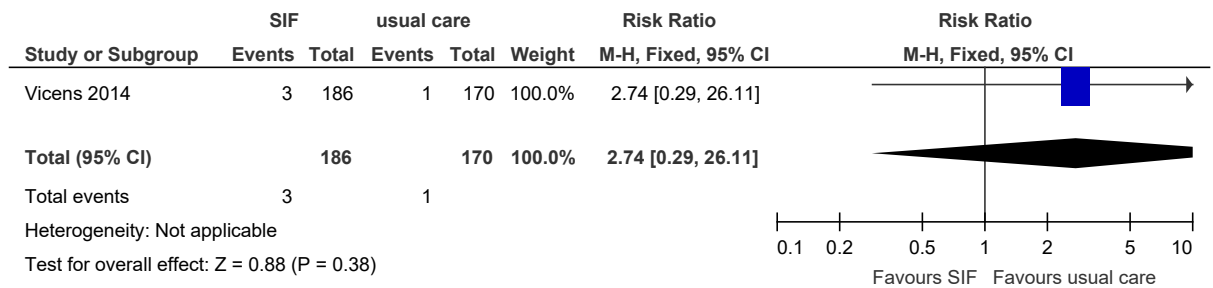 SIF usual care Risk Ratio Risk Ratio
Study or Subgroup Events Total Events Total Weight M-H, Fixed, 95% CI M-H, Fixed, 95% CI
Vicens 2014 3 186 1 170 100.0% 2.74 [0.29, 26.11]
Total (95% CI) 186 170 100.0% 2.74 [0.29, 26.11]
Total events 3 1
Heterogeneity: Not applicable
Test for overall effect: Z = 0.88 (P = 0.38)
0.1 0.2 0.5 1 2 5 10
Favours SIF Favours usual care